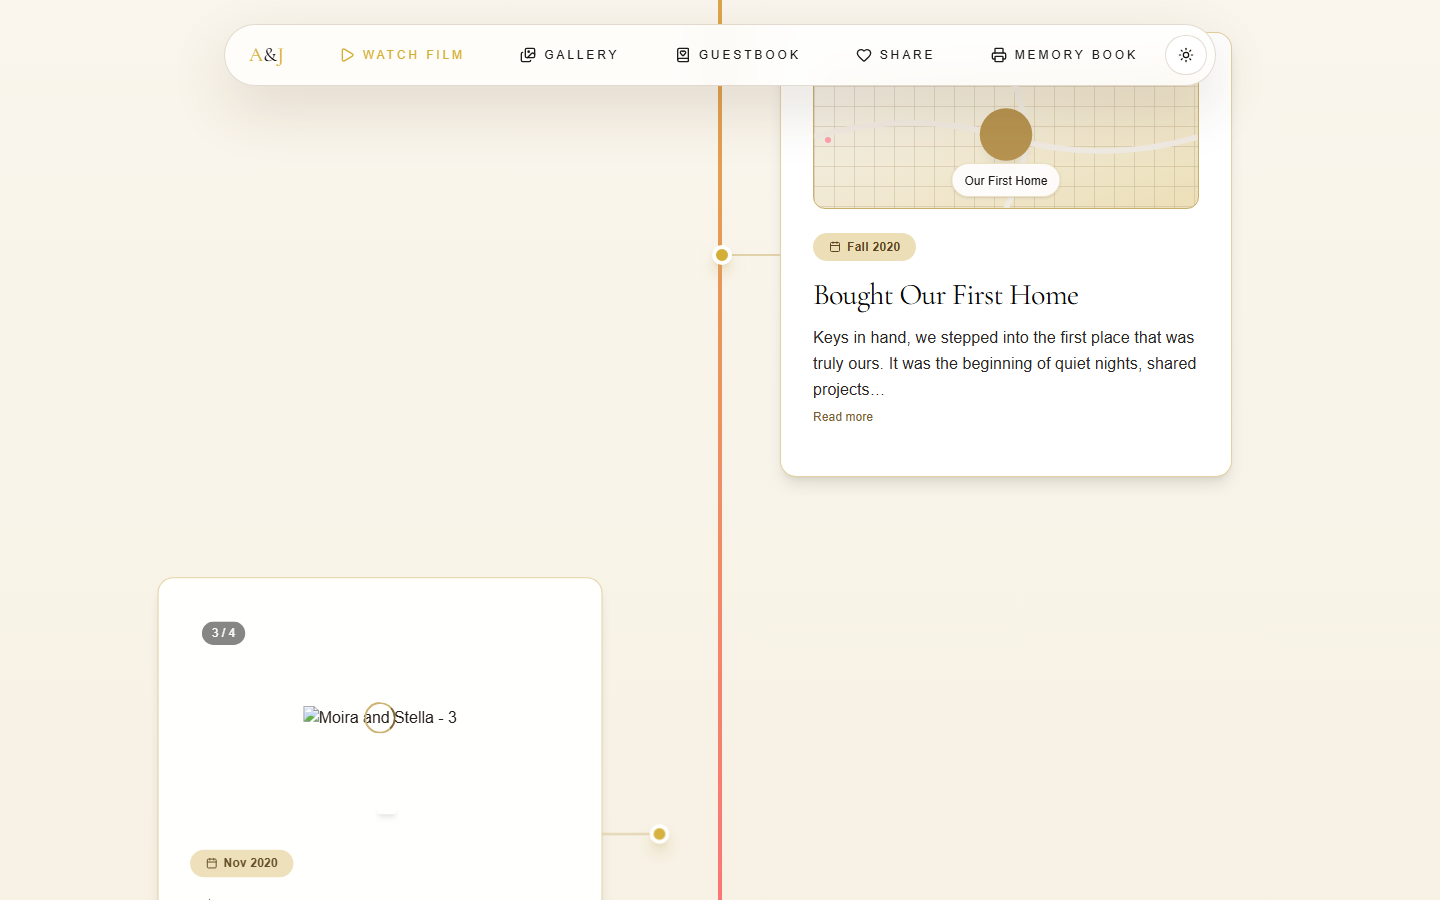 A&J
WATCH FILM
GALLERY
GUESTBOOK
SHARE
MEMORY BOOK
Our First Home
Fall 2020
Bought Our First Home
Keys in hand, we stepped into the first place that was
truly ours. It was the beginning of quiet nights, shared
projects…
Read more
3 / 4
Moira and Stella - 3
Nov 2020